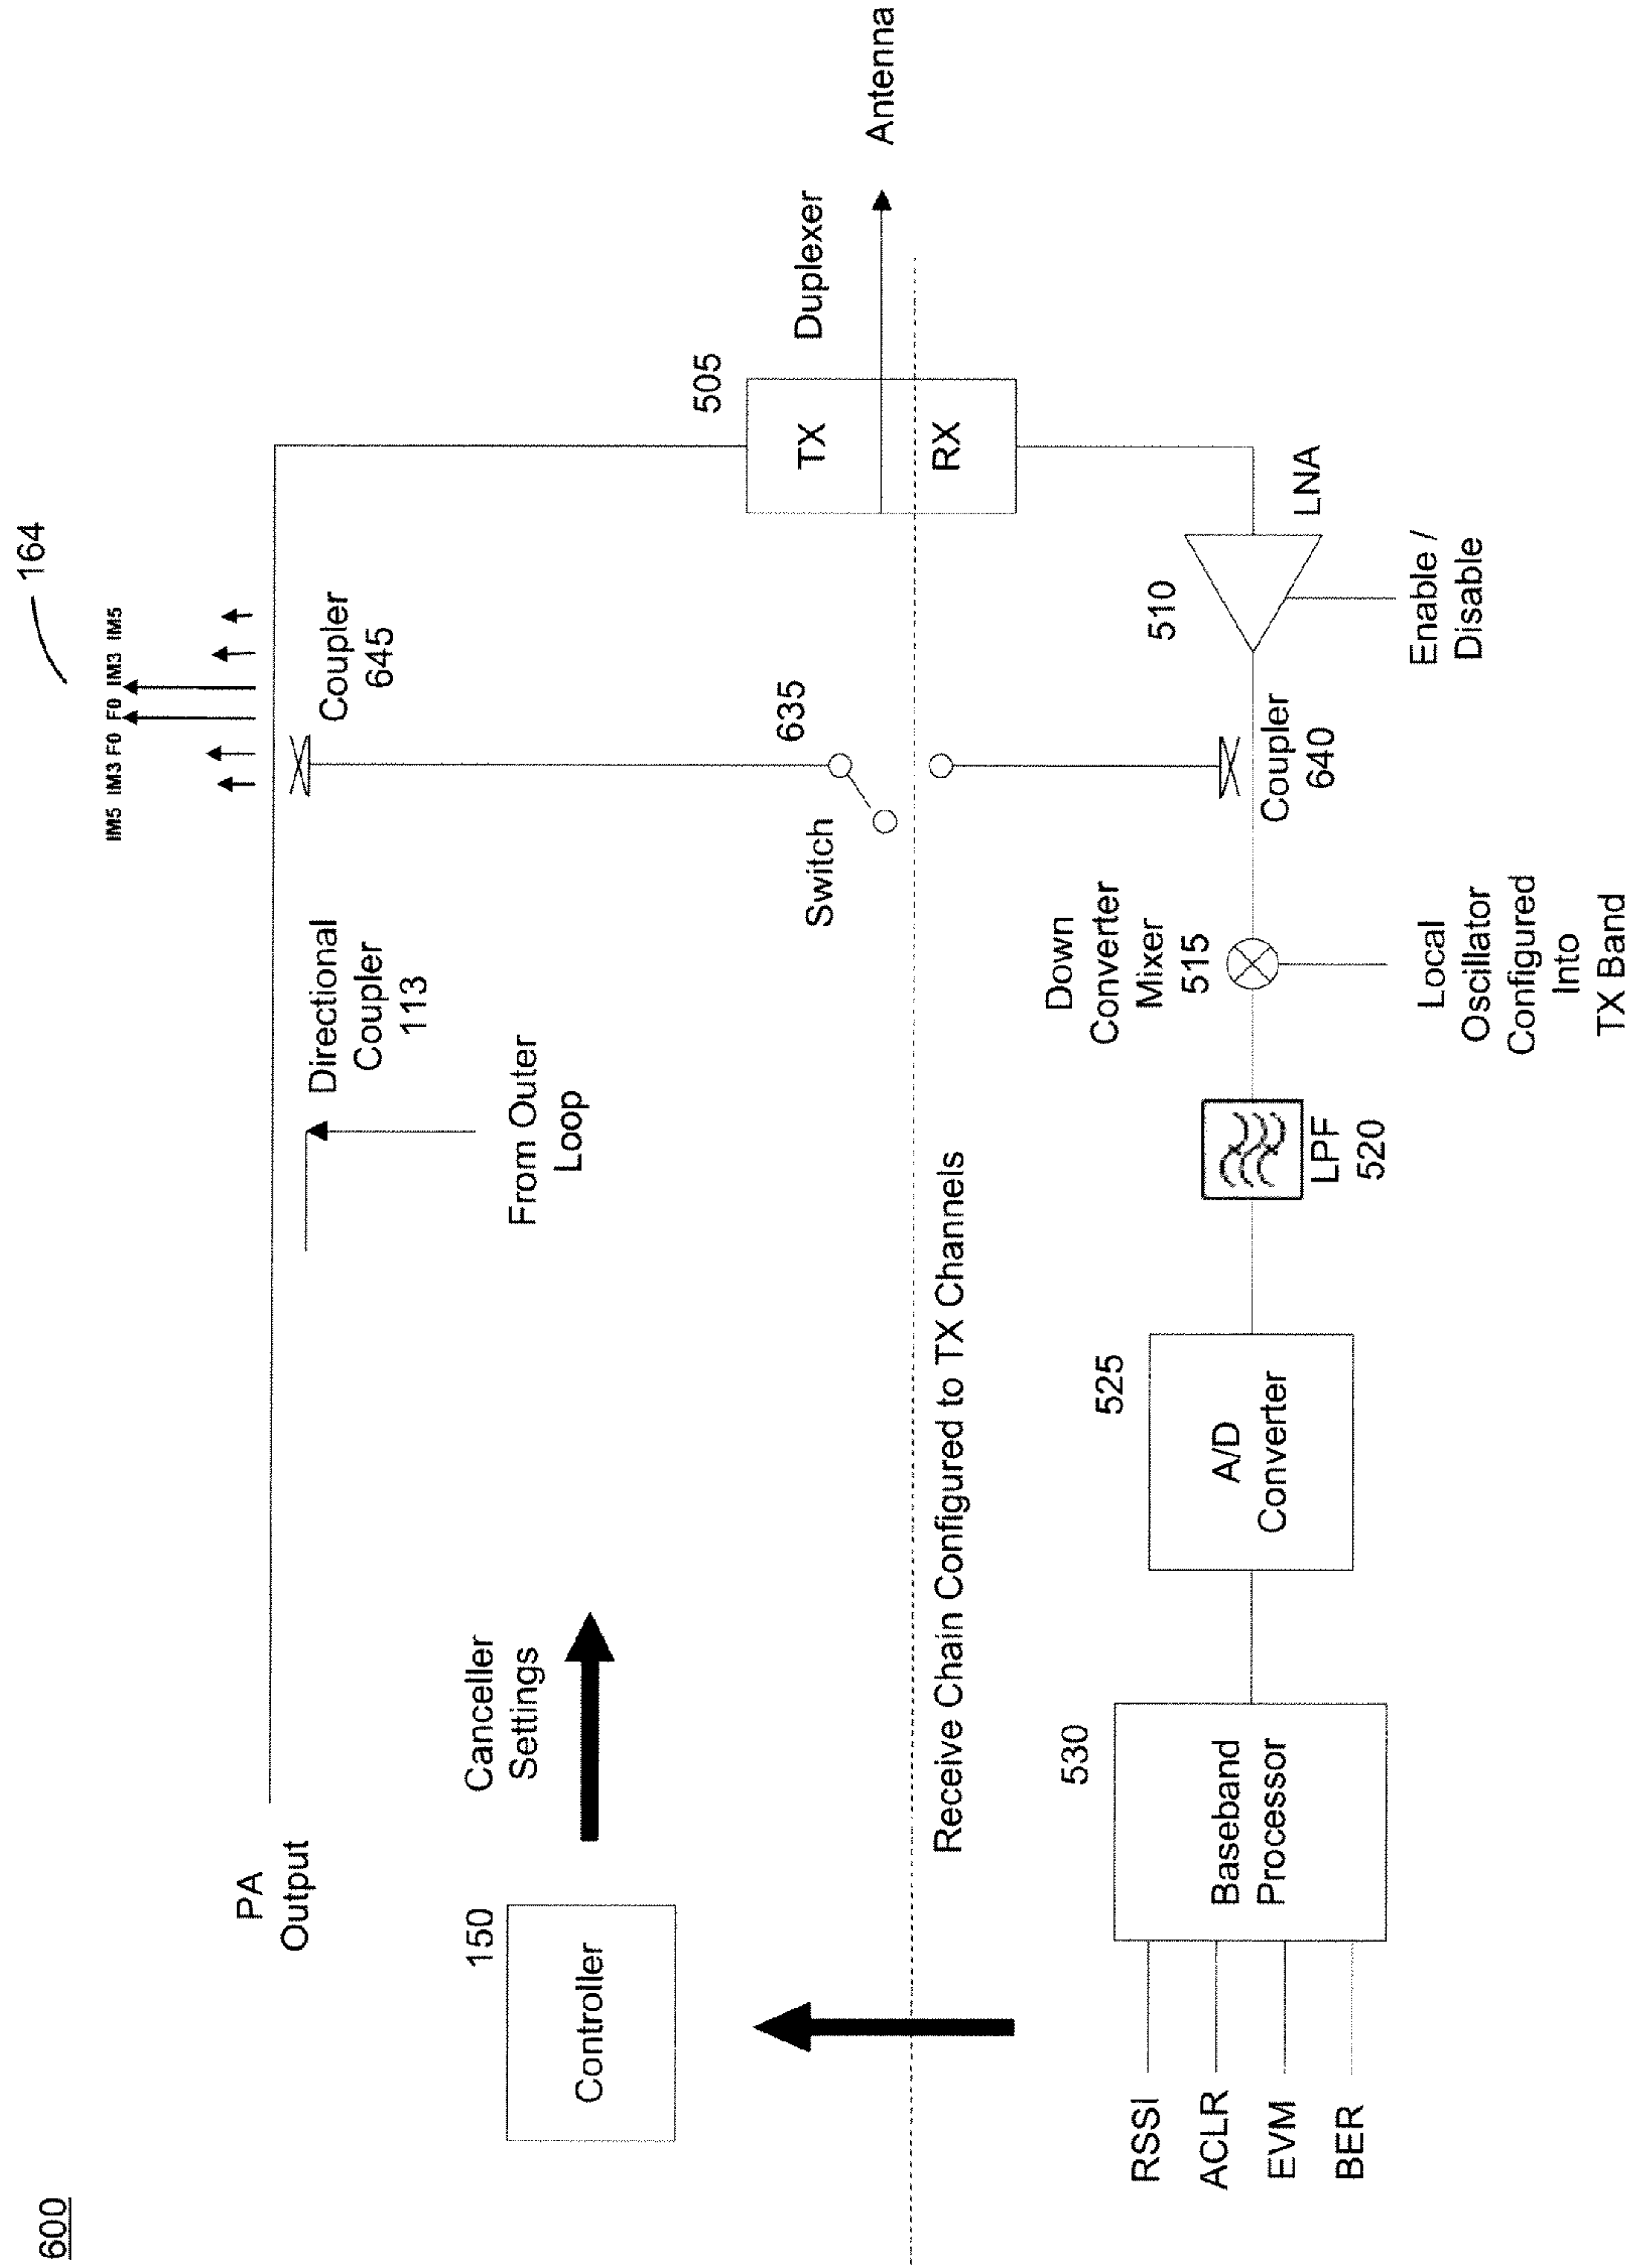 600
164
IM5 IM3 F0 F0 IM3 IM5
PA
Output
Directional
Coupler
113
From Outer
Loop
Coupler
645
505
Duplexer
TX
RX
Antenna
150
Controller
Canceller
Settings
Switch
635
Receive Chain Configured to TX Channels
RSSI
ACLR
EVM
BER
530
Baseband
Processor
525
A/D
Converter
LPF
520
Down
Converter
Mixer
515
Local
Oscillator
Configured
Into
TX Band
Coupler
640
510
LNA
Enable /
Disable